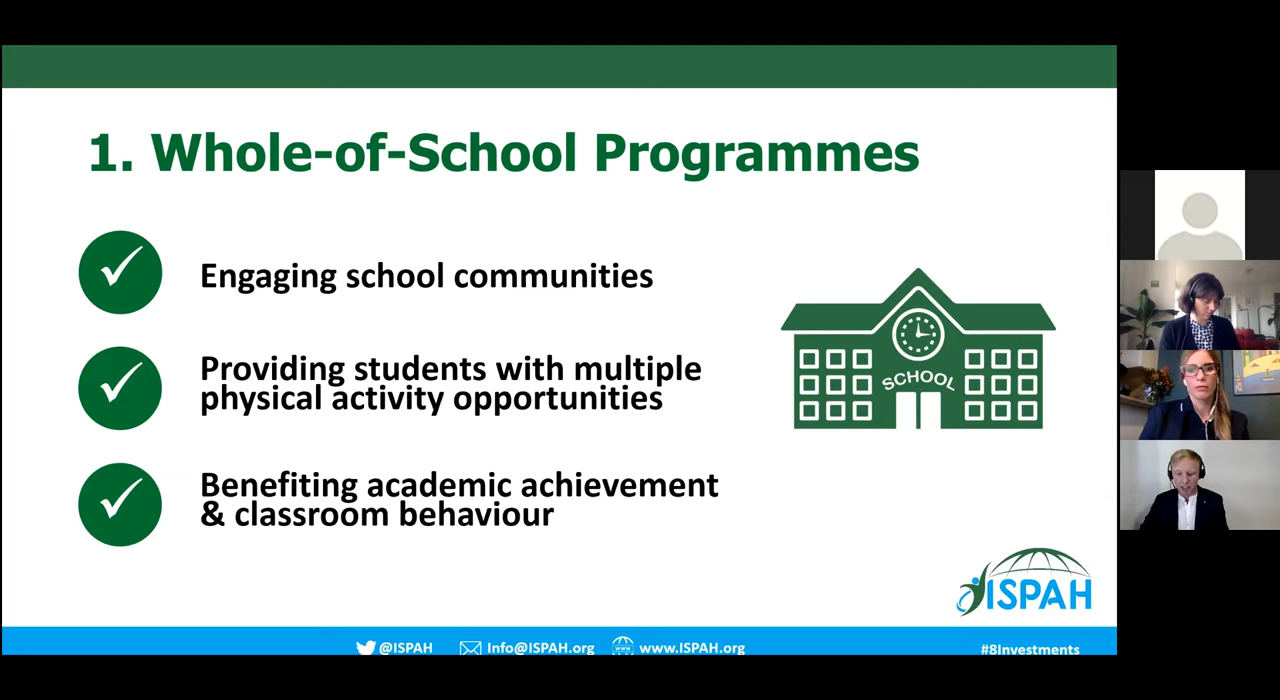 1. Whole-of-School Programmes
Engaging school communities
Providing students with multiple
physical activity opportunities
Benefiting academic achievement
& classroom behaviour
SCHOOL
ISPAH
@ISPAH
Info@ISPAH.org
www
www.ISPAH.org
#8Investments